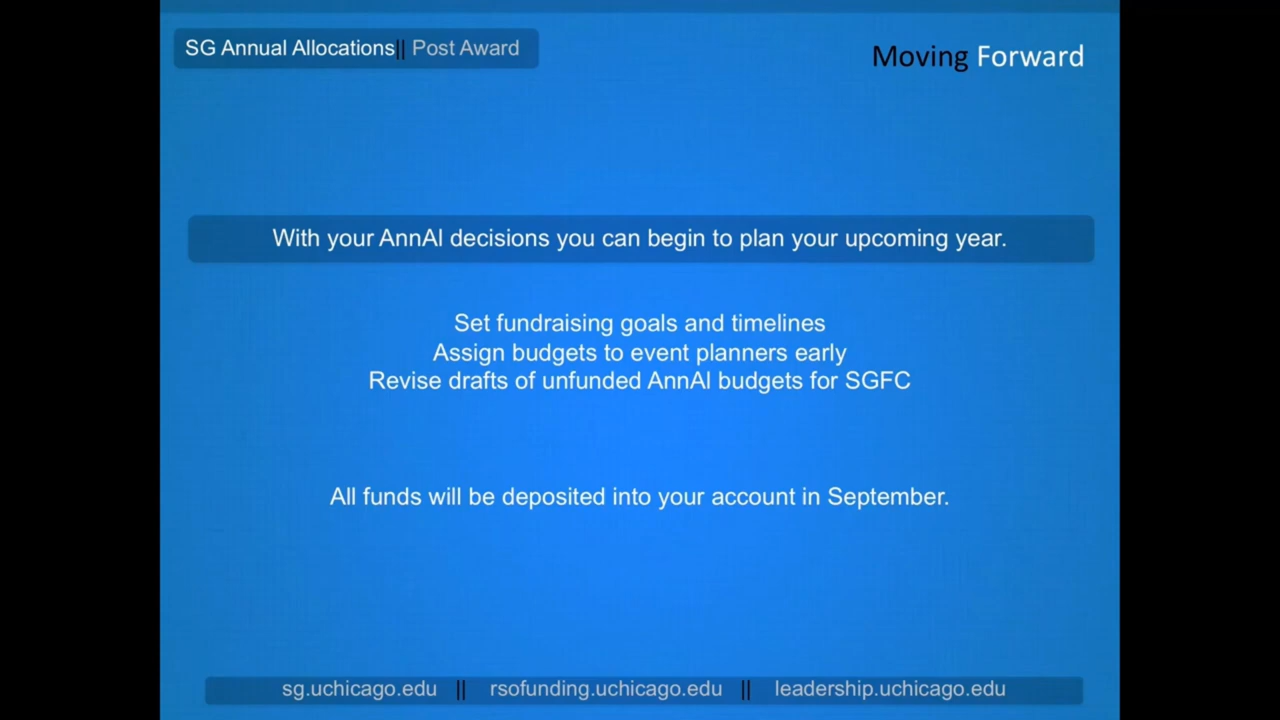 SG Annual Allocations|| Post Award
Moving Forward
With your AnnAl decisions you can begin to plan your upcoming year.
Set fundraising goals and timelines
Assign budgets to event planners early
Revise drafts of unfunded AnnAl budgets for SGFC
All funds will be deposited into your account in September.
sg.uchicago.edu || rsofunding.uchicago.edu || leadership.uchicago.edu